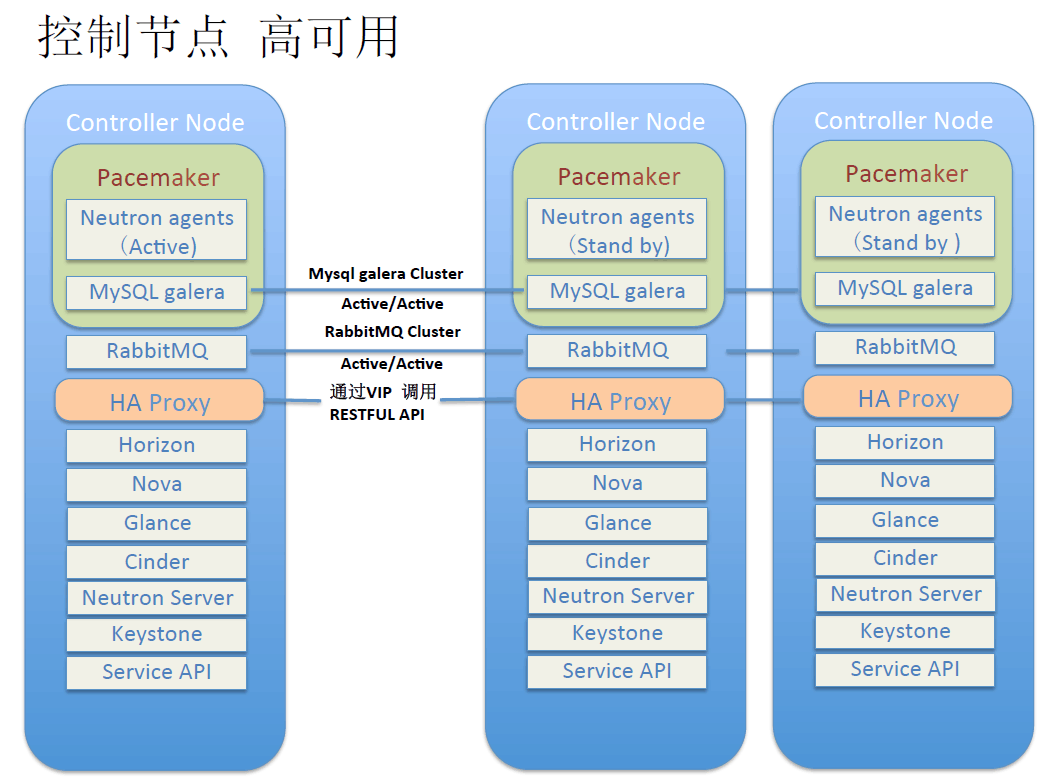 控制节点 高可用
Controller Node
Pacemaker
Neutron agents
（Active)
MySQL galera
RabbitMQ
HA Proxy
Horizon
Nova
Glance
Cinder
Neutron Server
Keystone
Service API
Mysql galera Cluster
Active/Active
RabbitMQ Cluster
Active/Active
通过VIP 调用
RESTFUL API
Controller Node
Pacemaker
Neutron agents
（Stand by)
MySQL galera
RabbitMQ
HA Proxy
Horizon
Nova
Glance
Cinder
Neutron Server
Keystone
Service API
Controller Node
Pacemaker
Neutron agents
（Stand by )
MySQL galera
RabbitMQ
HA Proxy
Horizon
Nova
Glance
Cinder
Neutron Server
Keystone
Service API